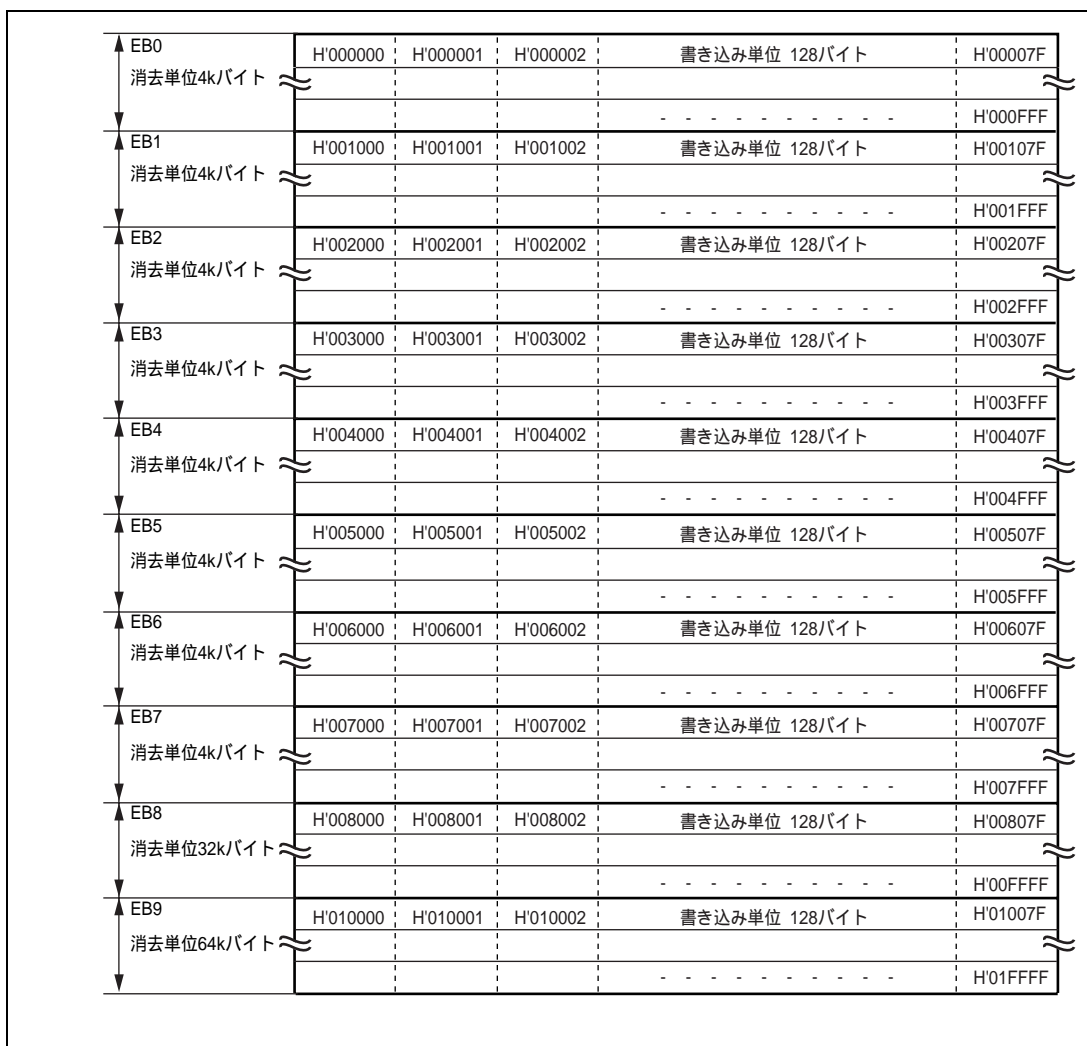 EB0
H'000000 H'000001 H'000002 書き込み単位 128バイト H'00007F
消去単位4kバイト
- - - - - - - - - - H'000FFF
EB1
H'001000 H'001001 H'001002 書き込み単位 128バイト H'00107F
消去単位4kバイト
- - - - - - - - - - H'001FFF
EB2
H'002000 H'002001 H'002002 書き込み単位 128バイト H'00207F
消去単位4kバイト
- - - - - - - - - - H'002FFF
EB3
H'003000 H'003001 H'003002 書き込み単位 128バイト H'00307F
消去単位4kバイト
- - - - - - - - - - H'003FFF
EB4
H'004000 H'004001 H'004002 書き込み単位 128バイト H'00407F
消去単位4kバイト
- - - - - - - - - - H'004FFF
EB5
H'005000 H'005001 H'005002 書き込み単位 128バイト H'00507F
消去単位4kバイト
- - - - - - - - - - H'005FFF
EB6
H'006000 H'006001 H'006002 書き込み単位 128バイト H'00607F
消去単位4kバイト
- - - - - - - - - - H'006FFF
EB7
H'007000 H'007001 H'007002 書き込み単位 128バイト H'00707F
消去単位4kバイト
- - - - - - - - - - H'007FFF
EB8
H'008000 H'008001 H'008002 書き込み単位 128バイト H'00807F
消去単位32kバイト
- - - - - - - - - - H'00FFFF
EB9
H'010000 H'010001 H'010002 書き込み単位 128バイト H'01007F
消去単位64kバイト
- - - - - - - - - - H'01FFFF